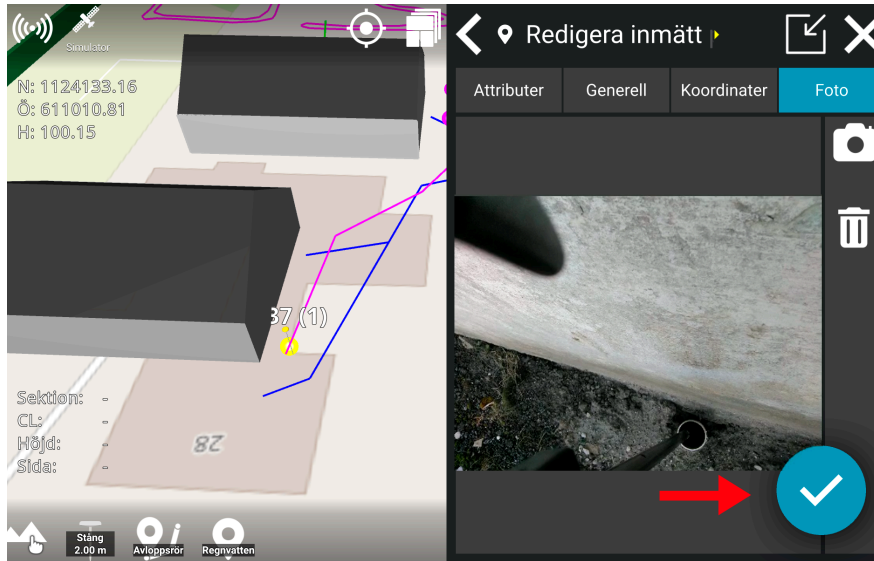 Simulator
N: 1124133.16
Ö: 611010.81
H: 100.15
37 (1)
Sektion: -
CL: -
Höjd: -
Sida: -
28
Stång
2.00 m
Avloppsrör
Regnvatten
Redigera inmätt
Attributer
Generell
Koordinater
Foto